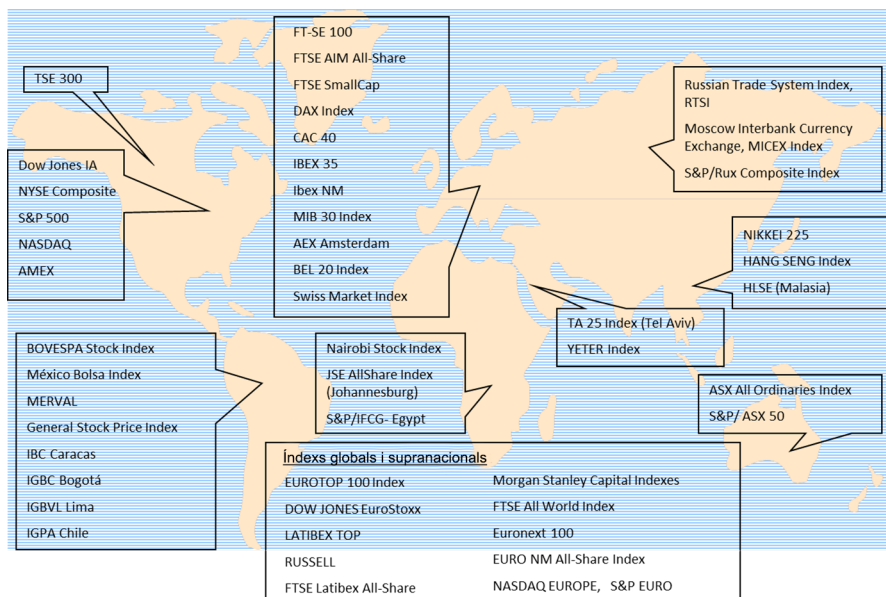 TSE 300
Dow Jones IA
NYSE Composite
S&P 500
NASDAQ
AMEX
FT-SE 100
FTSE AIM All-Share
FTSE SmallCap
DAX Index
CAC 40
IBEX 35
Ibex NM
MIB 30 Index
AEX Amsterdam
BEL 20 Index
Swiss Market Index
Russian Trade System Index,
RTSI
Moscow Interbank Currency
Exchange, MICEX Index
S&P/Rux Composite Index
NIKKEI 225
HANG SENG Index
HLSE (Malasia)
TA 25 Index (Tel Aviv)
YETER Index
BOVESPA Stock Index
México Bolsa Index
MERVAL
General Stock Price Index
IBC Caracas
IGBC Bogotá
IGBVL Lima
IGPA Chile
Nairobi Stock Index
JSE AllShare Index
(Johannesburg)
S&P/IFCG- Egypt
ASX All Ordinaries Index
S&P/ ASX 50
Índexs globals i supranacionals
EUROTOP 100 Index
DOW JONES EuroStoxx
LATIBEX TOP
RUSSELL
FTSE Latibex All-Share
Morgan Stanley Capital Indexes
FTSE All World Index
Euronext 100
EURO NM All-Share Index
NASDAQ EUROPE, S&P EURO